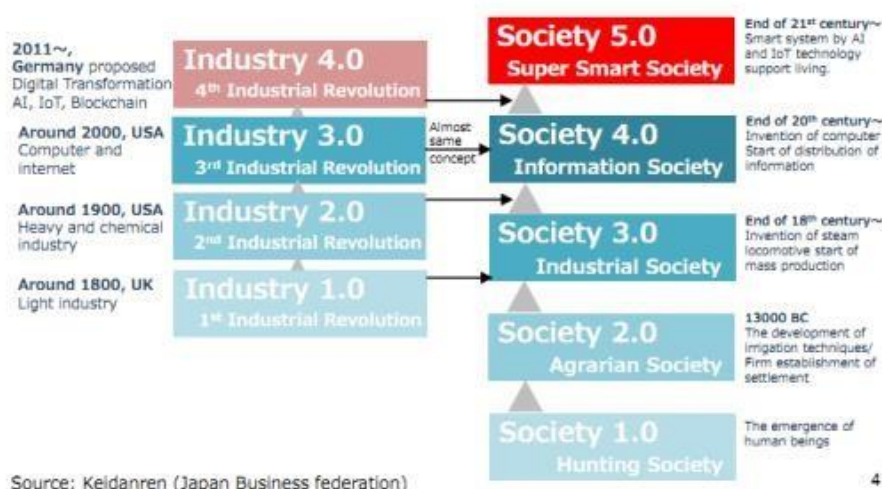 2011~,
Germany proposed
Digital Transformation
AI, IoT, Blockchain
Industry 4.0
4th Industrial Revolution
Around 2000, USA
Computer and
internet
Industry 3.0
3rd Industrial Revolution
Around 1900, USA
Heavy and chemical
industry
Industry 2.0
2nd Industrial Revolution
Around 1800, UK
Light industry
Industry 1.0
1st Industrial Revolution
Almost
same
concept
Society 5.0
Super Smart Society
End of 21st century~
Smart system by AI
and IoT technology
support living.
Society 4.0
Information Society
End of 20th century~
Invention of computer
Start of distribution of
information
Society 3.0
Industrial Society
End of 18th century~
Invention of steam
locomotive start of
mass production
Society 2.0
Agrarian Society
13000 BC
The development of
irrigation techniques/
Firm establishment of
settlement
Society 1.0
Hunting Society
The emergence of
human beings
Source: Keidanren (Japan Business federation)
4